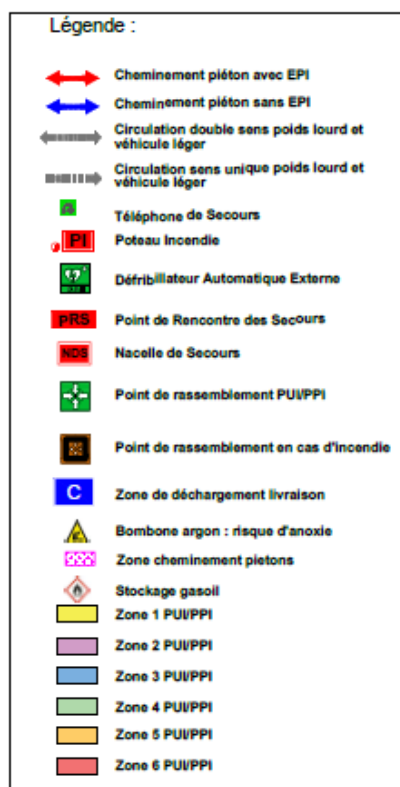 Légende :
Cheminement piéton avec EPI
Cheminement piéton sans EPI
Circulation double sens poids lourd et
véhicule léger
Circulation sens unique poids lourd et
véhicule léger
Téléphone de Secours
PI Poteau Incendie
Défribillateur Automatique Externe
PRS Point de Rencontre des Secours
NDS Nacelle de Secours
Point de rassemblement PUI/PPI
Point de rassemblement en cas d'incendie
C Zone de déchargement livraison
Bombone argon : risque d'anoxie
Zone cheminement pietons
Stockage gasoil
Zone 1 PUI/PPI
Zone 2 PUI/PPI
Zone 3 PUI/PPI
Zone 4 PUI/PPI
Zone 5 PUI/PPI
Zone 6 PUI/PPI